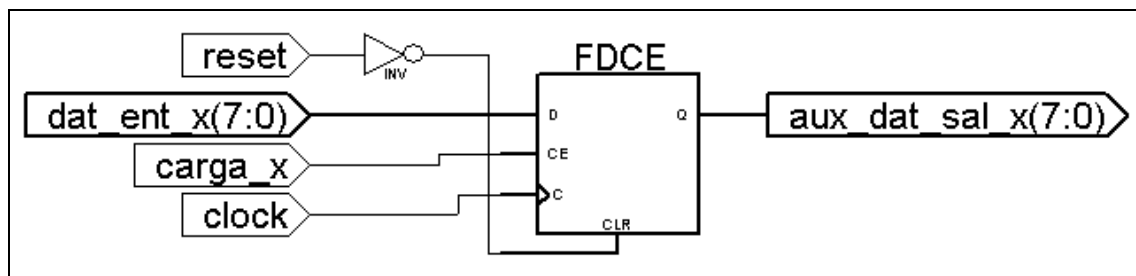 reset
INV
FDCE
dat_ent_x(7:0)
D
Q
aux_dat_sal_x(7:0)
carga_x
CE
clock
C
CLR